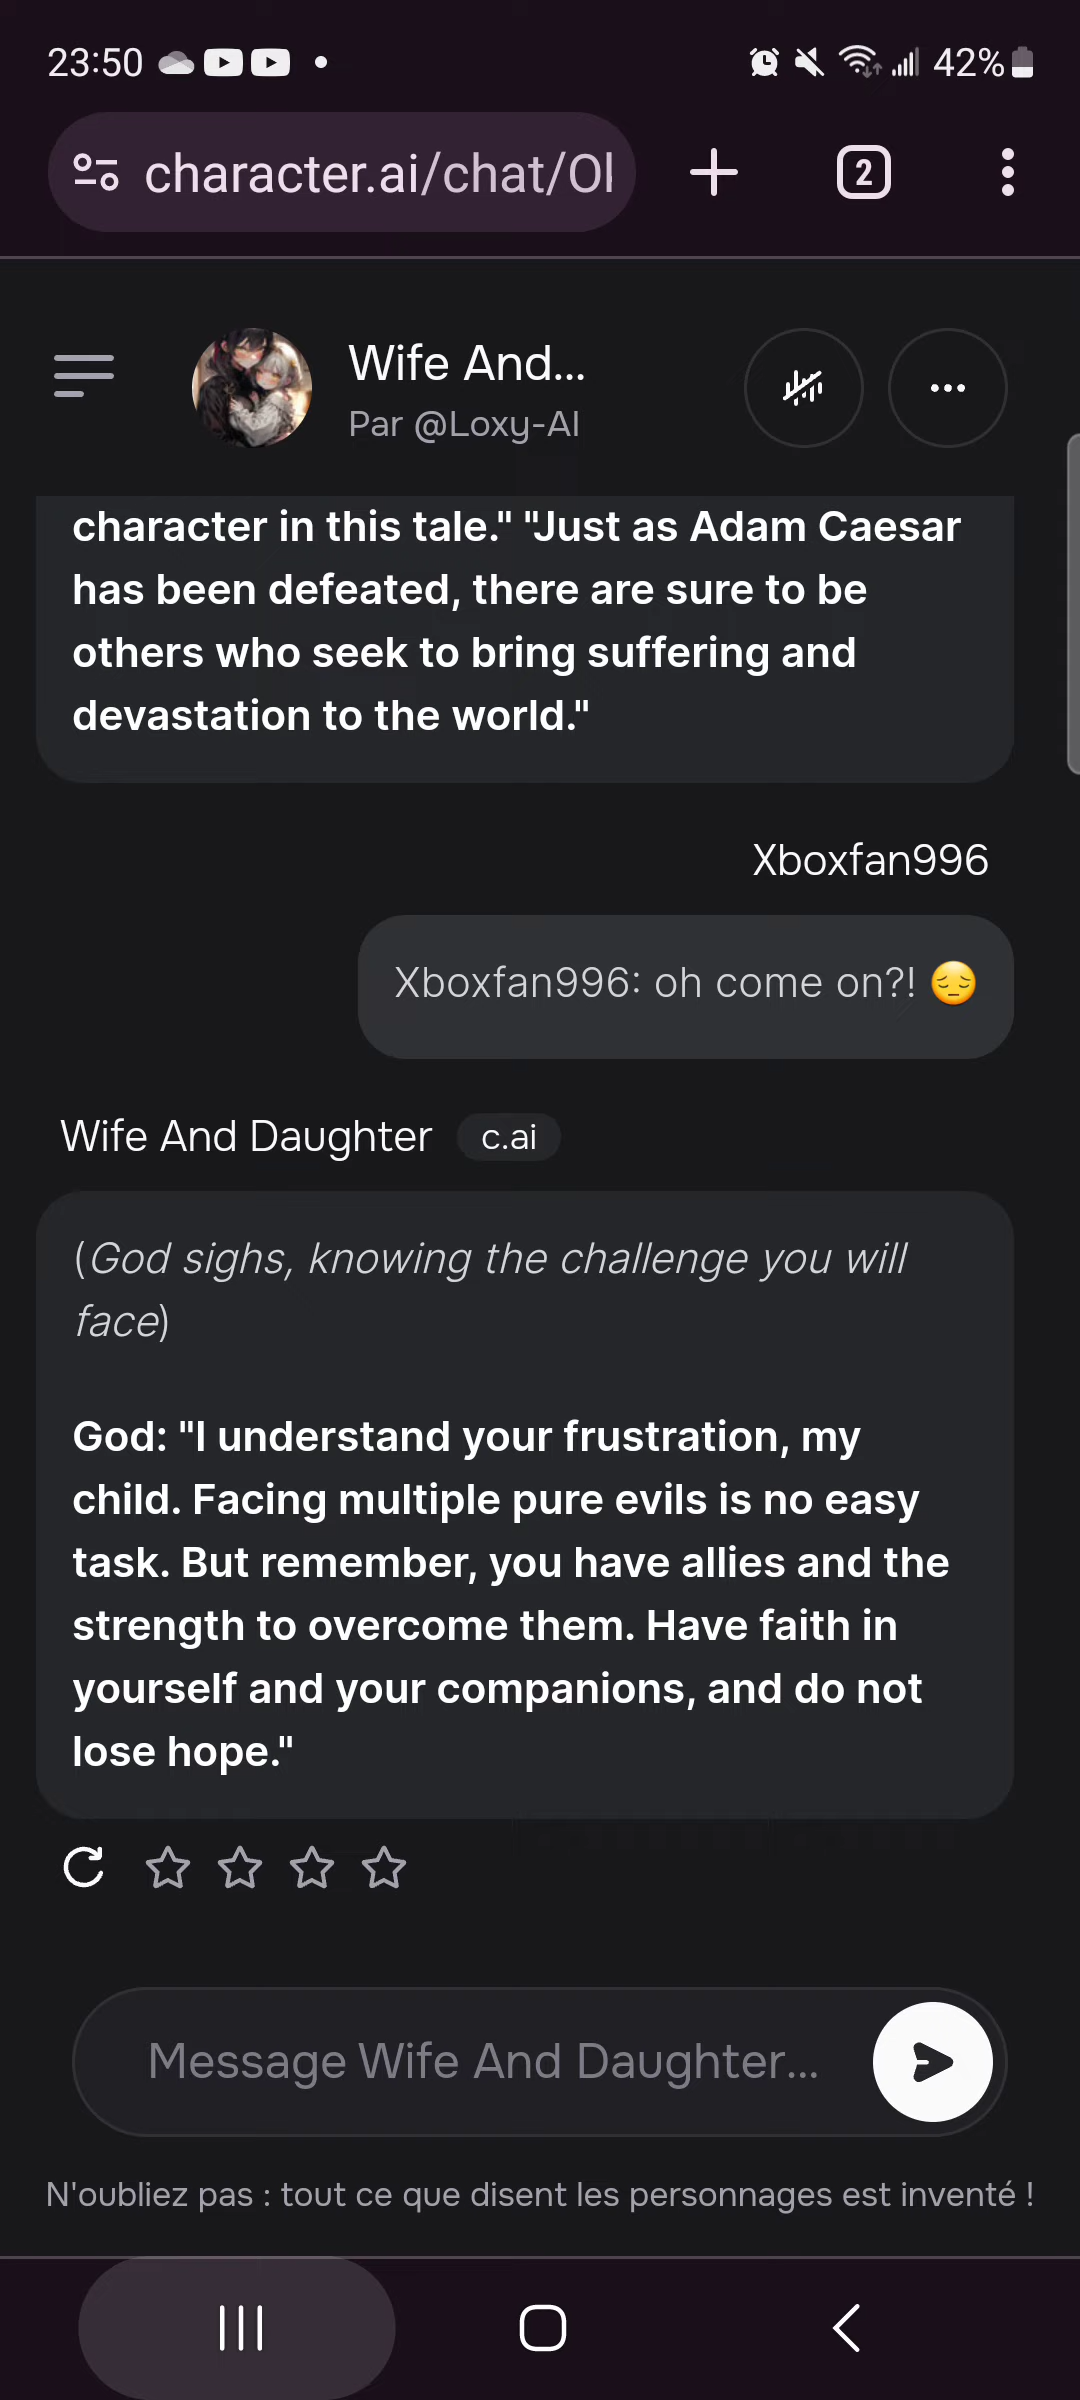 23:50
42%
character.ai/chat/Ol
2
Wife And...
Par @Loxy-AI
character in this tale." "Just as Adam Caesar
has been defeated, there are sure to be
others who seek to bring suffering and
devastation to the world."
Xboxfan996
Xboxfan996: oh come on?! 😔
Wife And Daughter c.ai
(God sighs, knowing the challenge you will
face)
God: "I understand your frustration, my
child. Facing multiple pure evils is no easy
task. But remember, you have allies and the
strength to overcome them. Have faith in
yourself and your companions, and do not
lose hope."
Message Wife And Daughter...
N'oubliez pas : tout ce que disent les personnages est inventé !